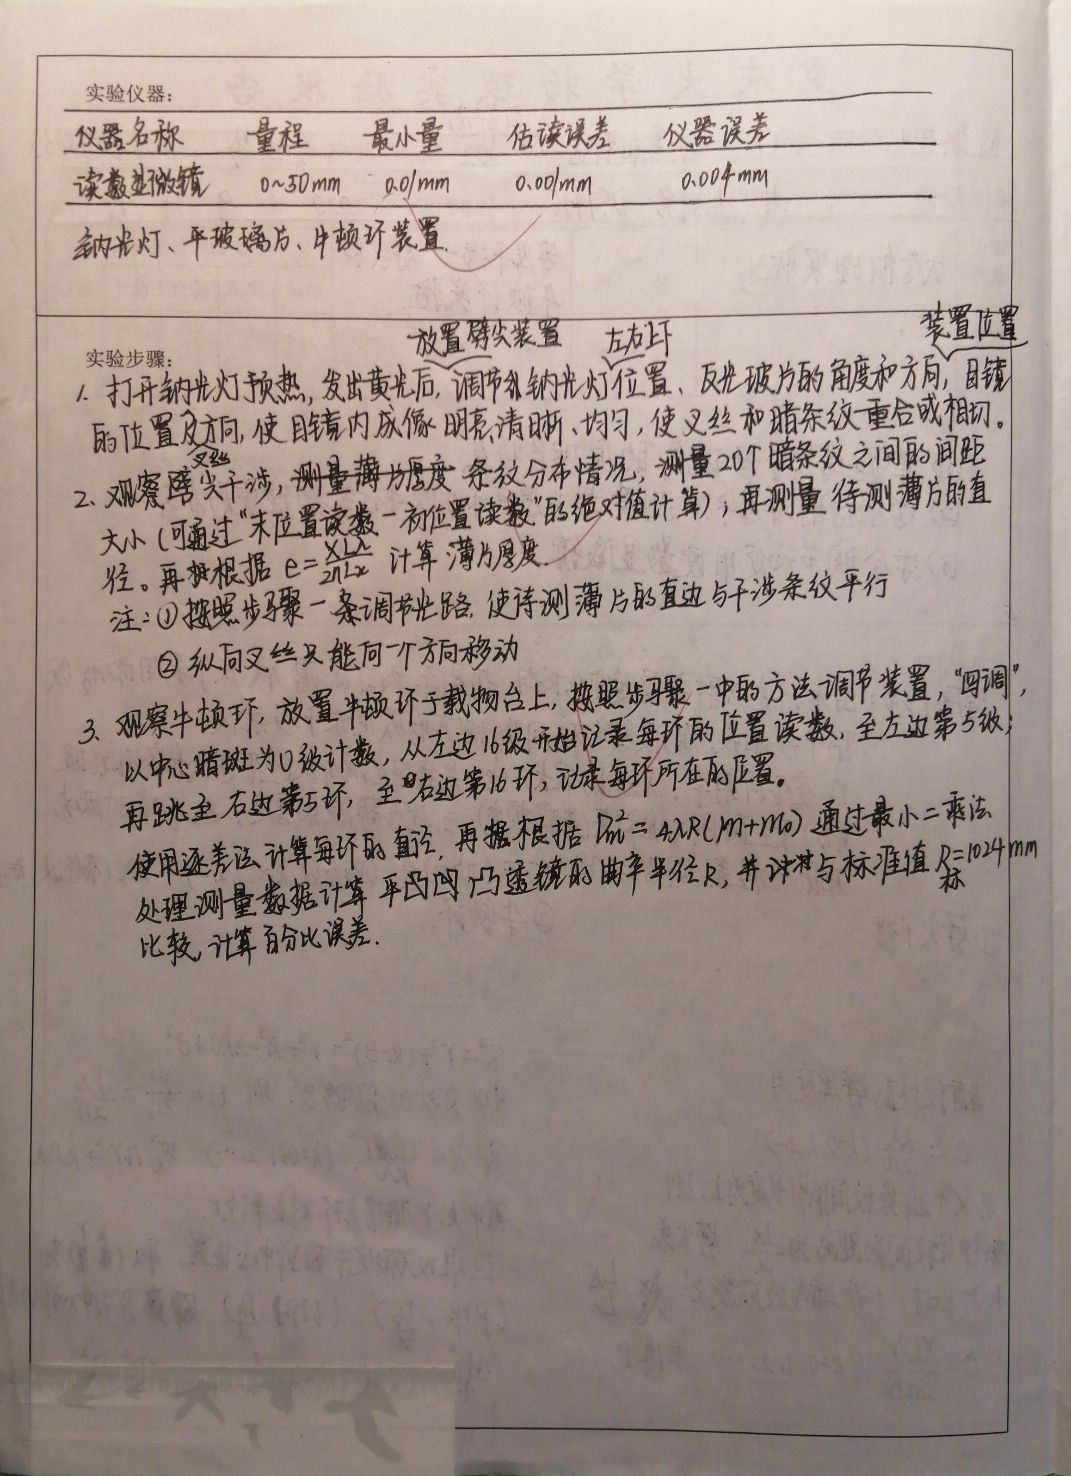 实验仪器:
仪器名称 量程 最小量 估读误差 仪器误差
读数显微镜 0~50mm 0.01mm 0.001mm 0.004mm
钠光灯、平玻璃片、牛顿环装置.
放置劈尖装置 左右上下 装置位置
实验步骤:
1. 打开钠光灯预热,发出黄光后,调节钠光灯位置、反光玻片的角度和方向,目镜
的位置及方向,使目镜内成像明亮清晰、均匀,使叉丝和暗条纹重合或相切。
叉丝
2. 观察劈尖干涉,测量薄片厚度 条纹分布情况,测量20个暗条纹之间的间距
大小(可通过“末位置读数-初位置读数”的绝对值计算);再测量待测薄片的直
径。再根据 e=XLλ/2nLx 计算薄片厚度.
注:①按照步骤一条调节光路.使待测薄片的直边与干涉条纹平行
②纵向叉丝只能向一个方向移动
3. 观察牛顿环,放置牛顿环于载物台上,按照步骤一中的方法调节装置,“四调”,
以中心暗斑为0级计数,从左边16级开始记录每环的位置读数.至左边第5级;
再跳至右边第5环,至右边第16环,记录每环所在的位置。
使用逐差法计算每环的直径.再根据 Dm²=4λR(m+m₀) 通过最小二乘法
处理测量数据计算平凸凸透镜的曲率半径R,并计算与标准值R标=1024mm
比较,计算百分比误差.